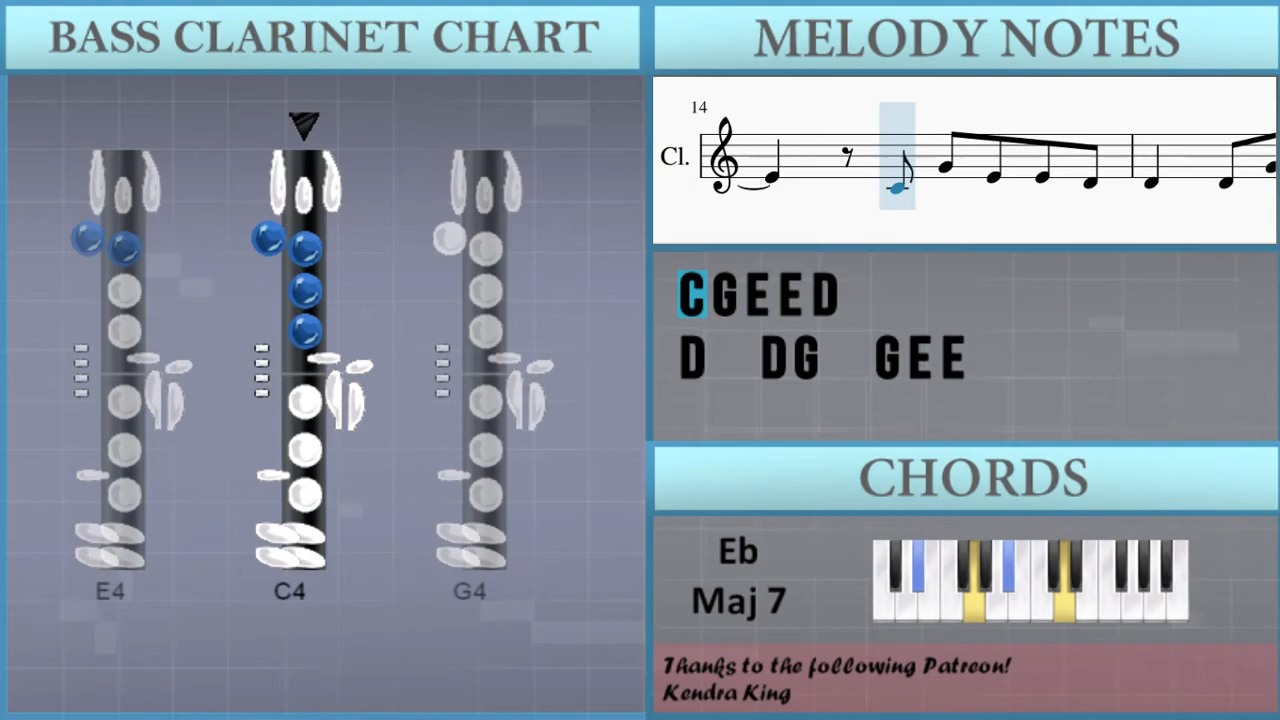 BASS CLARINET CHART
E4
C4
G4
MELODY NOTES
14
Cl.
CGEED
D DG GEE
CHORDS
Eb
Maj 7
Thanks to the following Patreon!
Kendra King